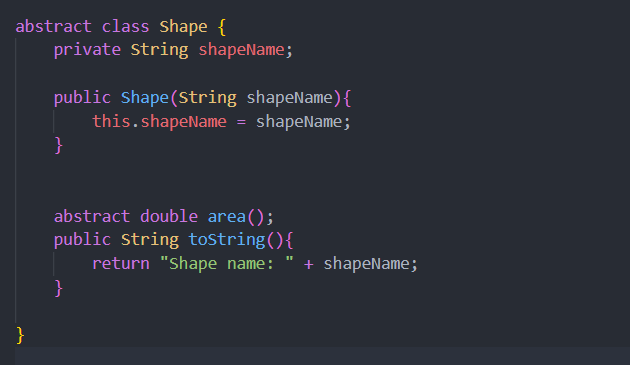 abstract class Shape {
    private String shapeName;

    public Shape(String shapeName){
        this.shapeName = shapeName;
    }


    abstract double area();
    public String toString(){
        return "Shape name: " + shapeName;
    }

}